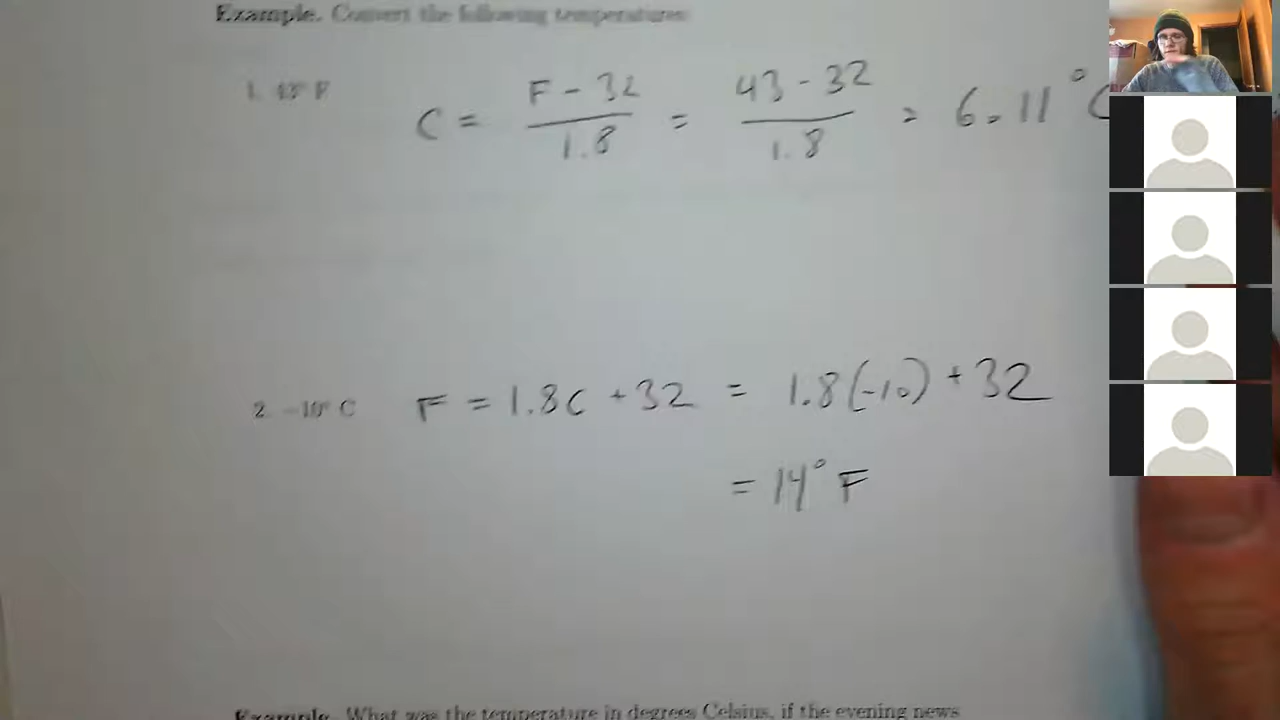 Example. Convert the following temperatures:
1. 43° F C = F - 32 / 1.8 = 43 - 32 / 1.8 = 6.11°C
2. -10° C F = 1.8C + 32 = 1.8(-10) + 32
= 14° F
Example. What was the temperature in degrees Celsius, if the evening news